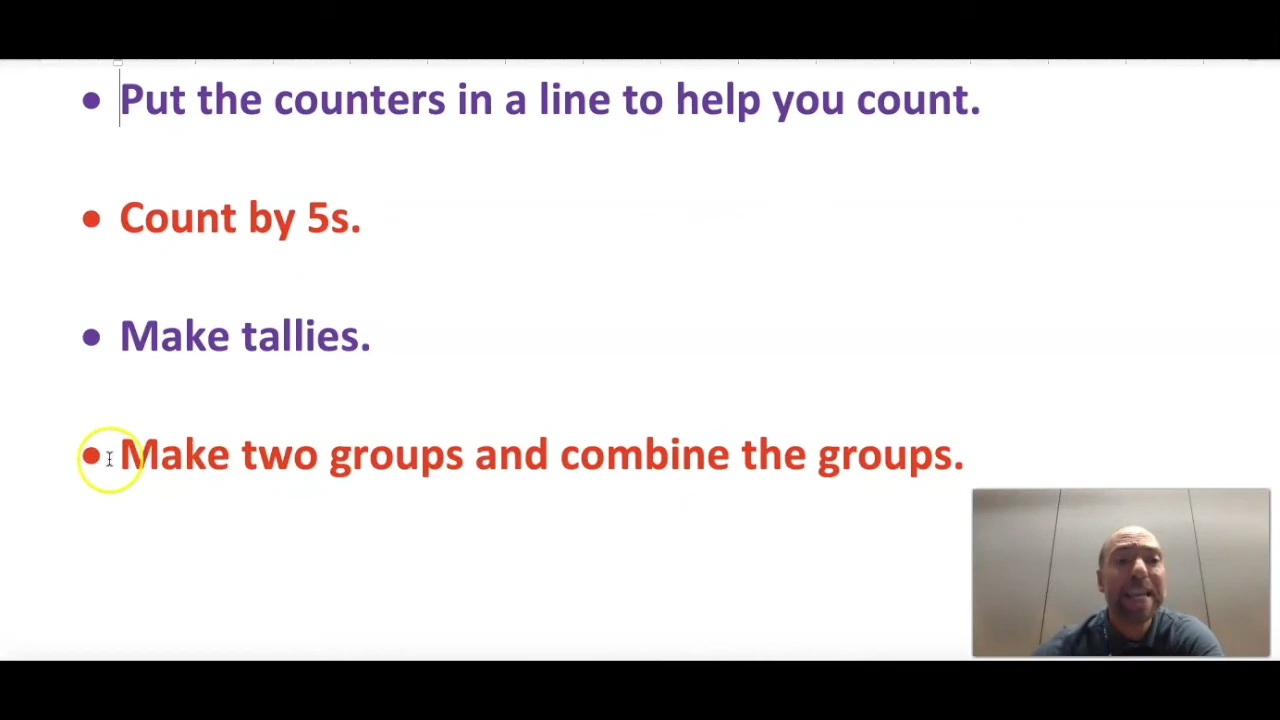 • Put the counters in a line to help you count.
• Count by 5s.
• Make tallies.
• Make two groups and combine the groups.